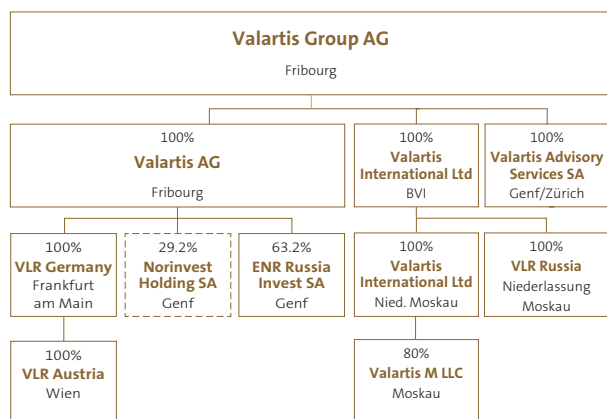 Valartis Group AG
Fribourg
100%
Valartis AG
Fribourg
100%
Valartis
International Ltd
BVI
100%
Valartis Advisory
Services SA
Genf/Zürich
100%
VLR Germany
Frankfurt
am Main
29.2%
Norinvest
Holding SA
Genf
63.2%
ENR Russia
Invest SA
Genf
100%
Valartis
International Ltd
Nied. Moskau
100%
VLR Russia
Niederlassung
Moskau
100%
VLR Austria
Wien
80%
Valartis M LLC
Moskau